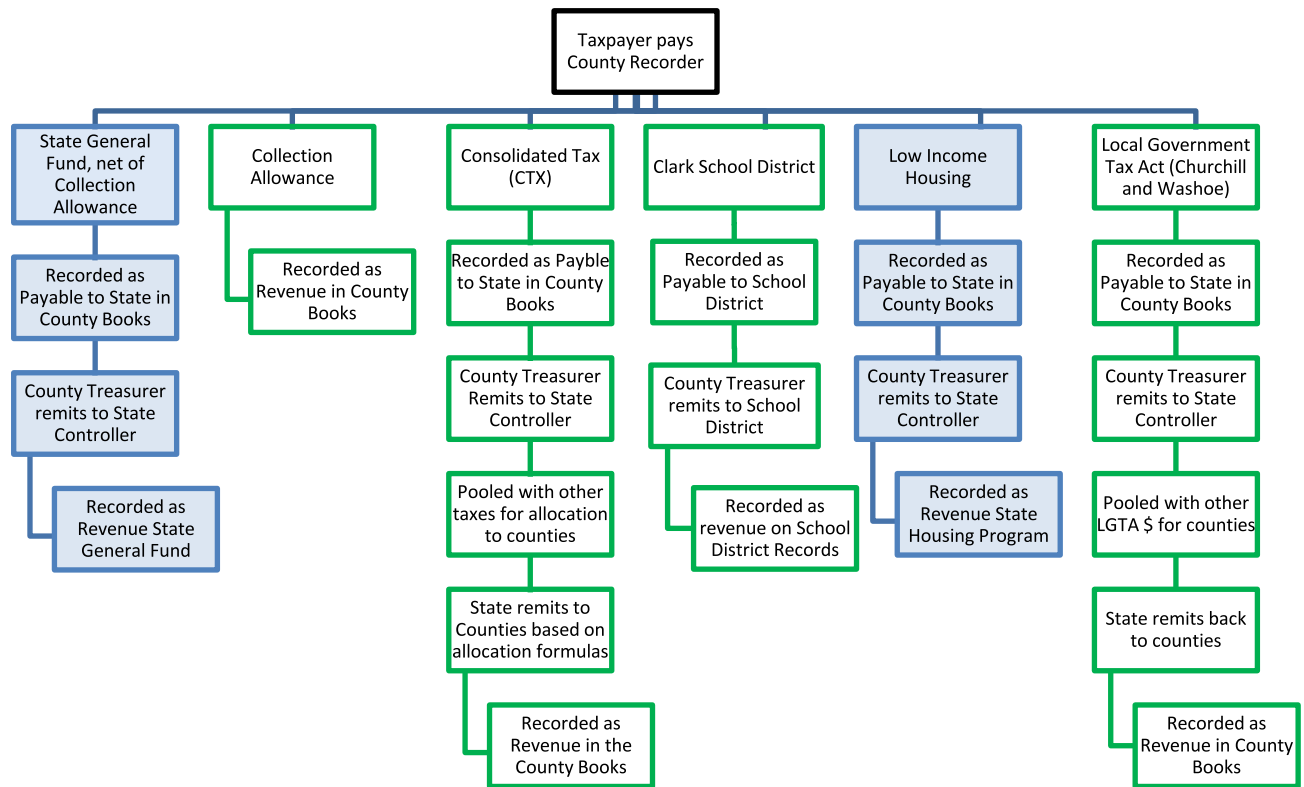 Taxpayer pays
County Recorder
State General
Fund, net of
Collection
Allowance
Recorded as
Payable to State in
County Books
County Treasurer
remits to State
Controller
Recorded as
Revenue State
General Fund
Collection
Allowance
Recorded as
Revenue in County
Books
Consolidated Tax
(CTX)
Recorded as Payble
to State in County
Books
County Treasurer
Remits to State
Controller
Pooled with other
taxes for allocation
to counties
State remits to
Counties based on
allocation formulas
Recorded as
Revenue in the
County Books
Clark School District
Recorded as
Payable to School
District
County Treasurer
remits to School
District
Recorded as
revenue on School
District Records
Low Income
Housing
Recorded as
Payable to State in
County Books
County Treasurer
remits to State
Controller
Recorded as
Revenue State
Housing Program
Local Government
Tax Act (Churchill
and Washoe)
Recorded as
Payable to State in
County Books
County Treasurer
remits to State
Controller
Pooled with other
LGTA $ for counties
State remits back
to counties
Recorded as
Revenue in County
Books